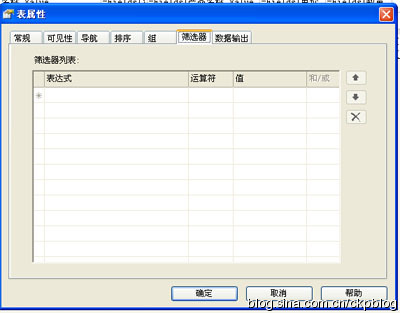 表属性
常规 可见性 导航 排序 组 筛选器 数据输出
筛选器列表:
表达式 运算符 值 和/或
确定 取消 帮助
blog.sina.com.cn/ckpblog